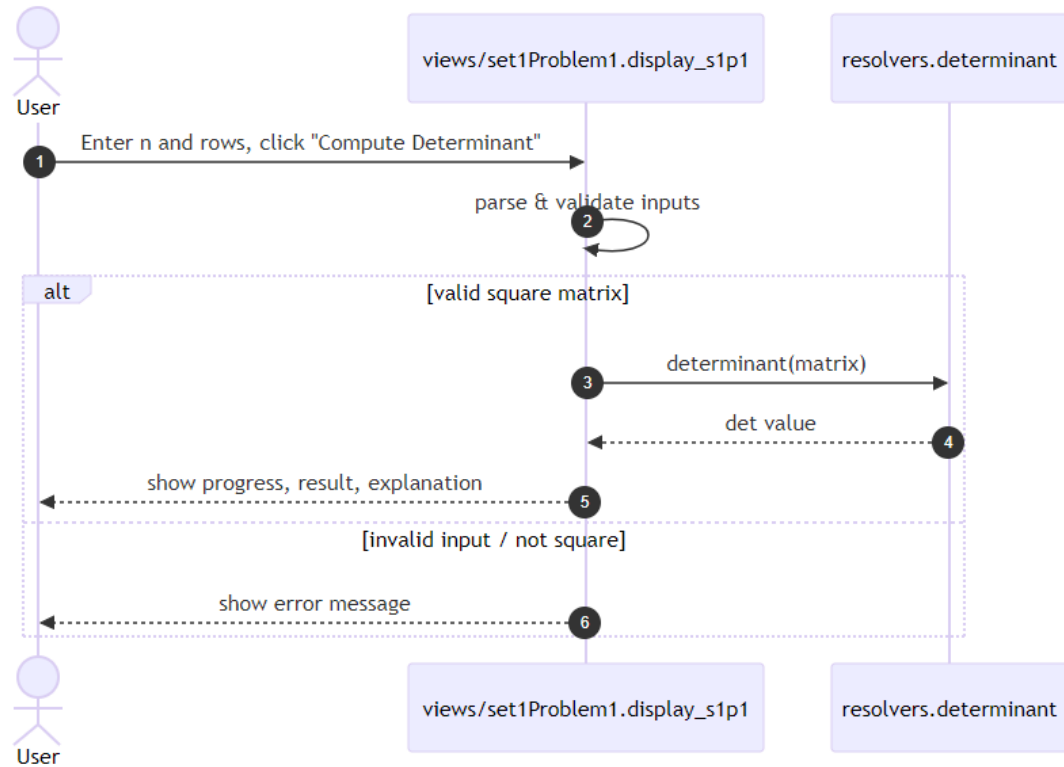 views/set1Problem1.display_s1p1
resolvers.determinant
User
Enter n and rows, click "Compute Determinant"
1
parse & validate inputs
2
alt
[valid square matrix]
determinant(matrix)
3
det value
4
show progress, result, explanation
5
[invalid input / not square]
show error message
6
views/set1Problem1.display_s1p1
resolvers.determinant
User